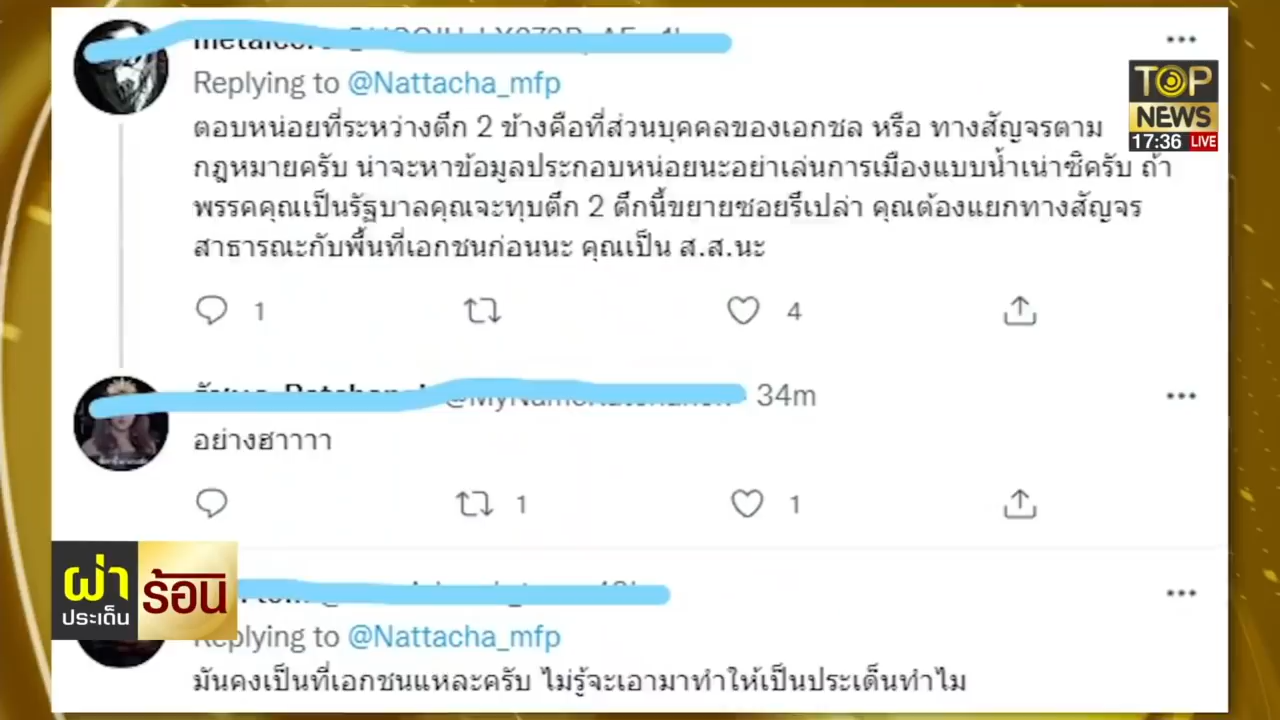 Replying to @Nattacha_mfp
ตอบหน่อยที่ระหว่างตึก 2 ข้างคือที่ส่วนบุคคลของเอกชล หรือ ทางสัญจรตาม
กฎหมายครับ น่าจะหาข้อมูลประกอบหน่อยนะอย่าเล่นการเมืองแบบน้ำเน่าซิครับ ถ้า
พรรคคุณเป็นรัฐบาลคุณจะทุบตึก 2 ตึกนี้ขยายซอยรึเปล่า คุณต้องแยกทางสัญจร
สาธารณะกับพื้นที่เอกชนก่อนนะ คุณเป็น ส.ส.นะ
1 4
34m
อย่างฮาาาา
1 1
Replying to @Nattacha_mfp
มันคงเป็นที่เอกชนแหละครับ ไม่รู้จะเอามาทำให้เป็นประเด็นทำไม
TOP
NEWS
17:36 LIVE
ผ่า
ประเด็น
ร้อน